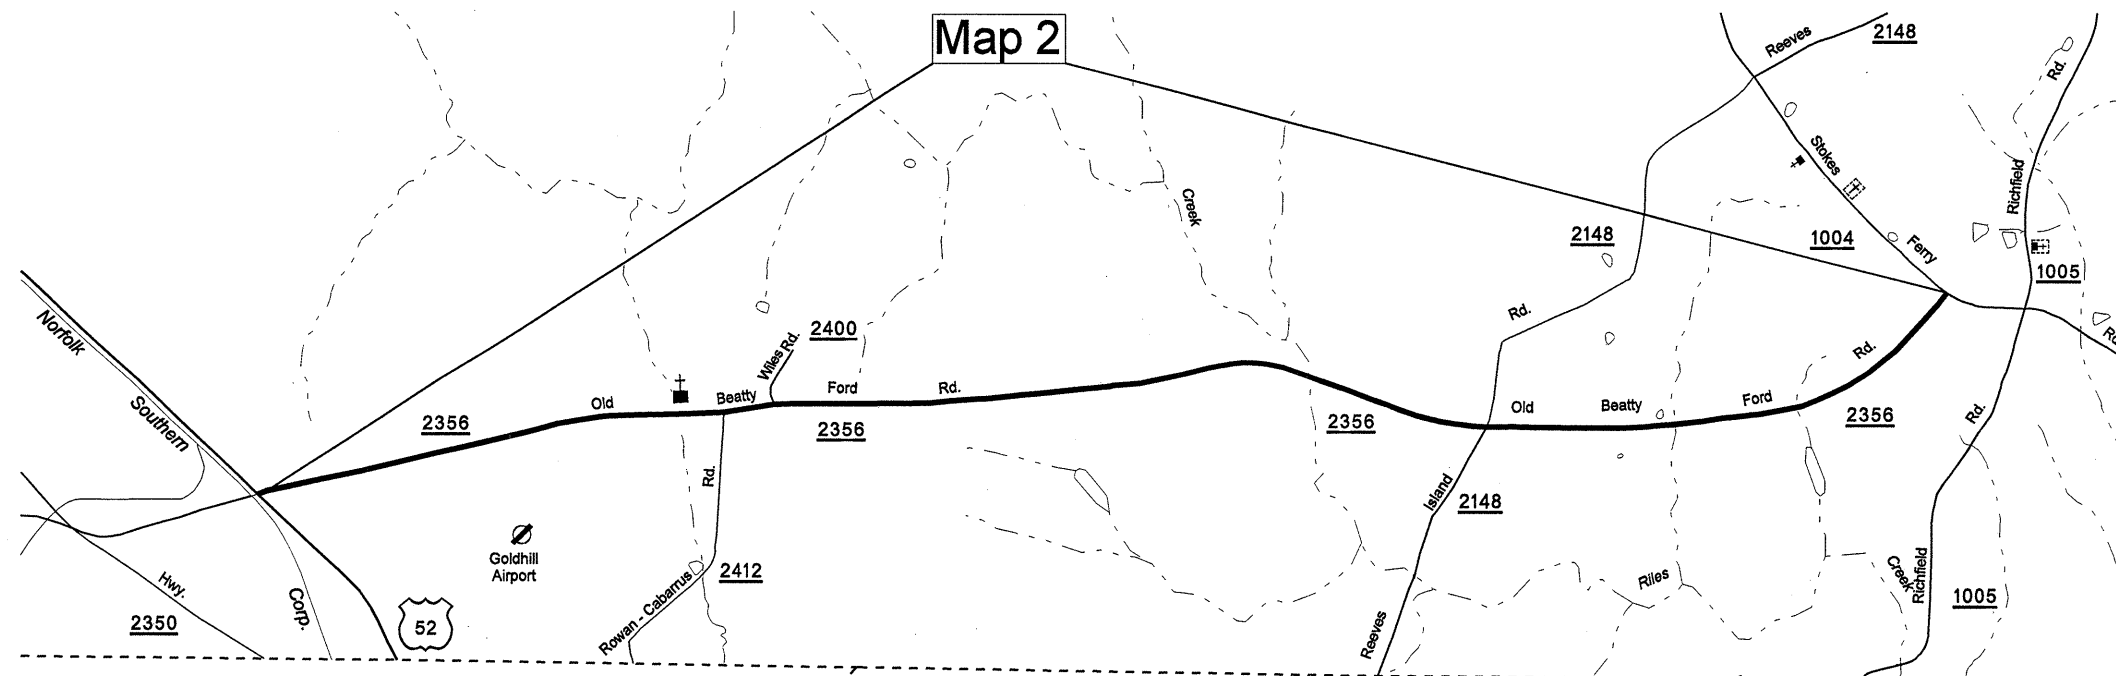 Map 2
Reeves
2148
Rd.
Stokes
Richfield
Creek
2148
1004
Ferry
1005
Norfolk
Rd.
2400
Wiles Rd.
Rd.
Rd.
Southern
2356
Old
Beatty
Ford
Rd.
2356
2356
Old
Beatty
Ford
2356
Rd.
Rd.
Island
2148
Goldhill
Airport
Hwy.
2350
Corp.
52
Rowan - Cabarrus
2412
Reeves
Riles
Creek
Richfield
1005